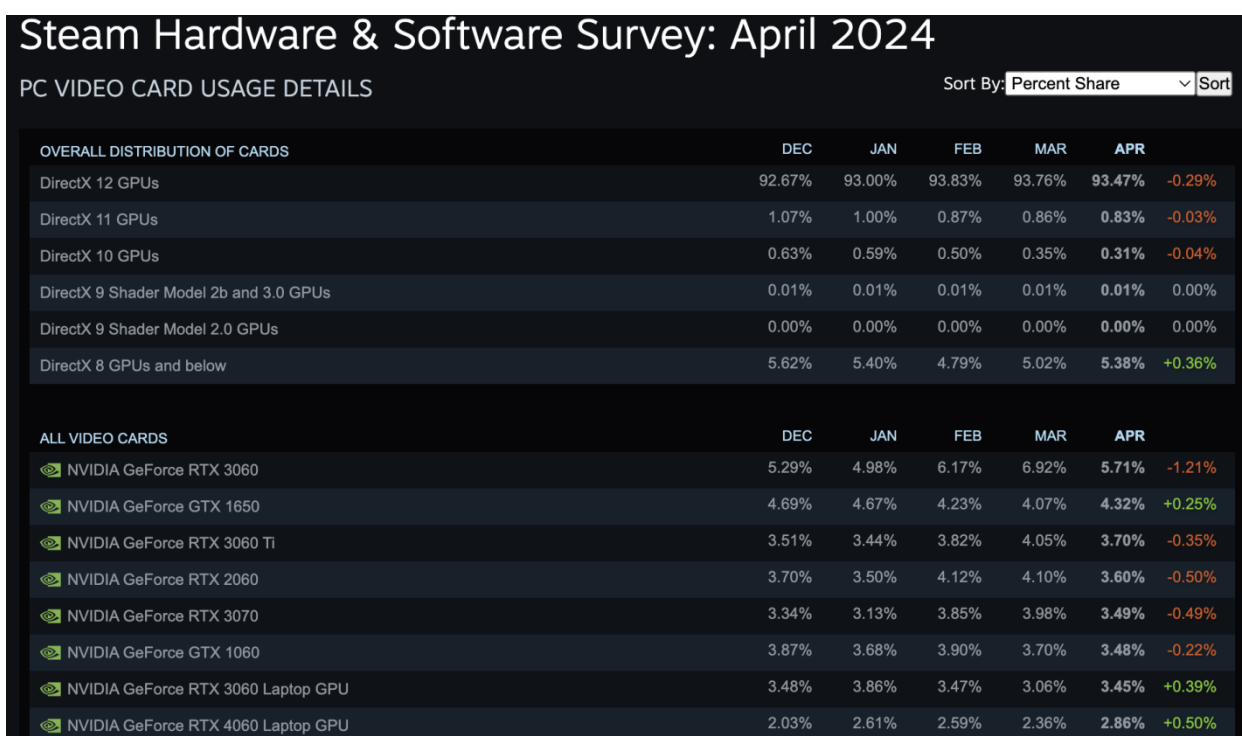 Steam Hardware & Software Survey: April 2024
PC VIDEO CARD USAGE DETAILS Sort By: Percent Share Sort
OVERALL DISTRIBUTION OF CARDS DEC JAN FEB MAR APR
DirectX 12 GPUs 92.67% 93.00% 93.83% 93.76% 93.47% -0.29%
DirectX 11 GPUs 1.07% 1.00% 0.87% 0.86% 0.83% -0.03%
DirectX 10 GPUs 0.63% 0.59% 0.50% 0.35% 0.31% -0.04%
DirectX 9 Shader Model 2b and 3.0 GPUs 0.01% 0.01% 0.01% 0.01% 0.01% 0.00%
DirectX 9 Shader Model 2.0 GPUs 0.00% 0.00% 0.00% 0.00% 0.00% 0.00%
DirectX 8 GPUs and below 5.62% 5.40% 4.79% 5.02% 5.38% +0.36%
ALL VIDEO CARDS DEC JAN FEB MAR APR
NVIDIA GeForce RTX 3060 5.29% 4.98% 6.17% 6.92% 5.71% -1.21%
NVIDIA GeForce GTX 1650 4.69% 4.67% 4.23% 4.07% 4.32% +0.25%
NVIDIA GeForce RTX 3060 Ti 3.51% 3.44% 3.82% 4.05% 3.70% -0.35%
NVIDIA GeForce RTX 2060 3.70% 3.50% 4.12% 4.10% 3.60% -0.50%
NVIDIA GeForce RTX 3070 3.34% 3.13% 3.85% 3.98% 3.49% -0.49%
NVIDIA GeForce GTX 1060 3.87% 3.68% 3.90% 3.70% 3.48% -0.22%
NVIDIA GeForce RTX 3060 Laptop GPU 3.48% 3.86% 3.47% 3.06% 3.45% +0.39%
NVIDIA GeForce RTX 4060 Laptop GPU 2.03% 2.61% 2.59% 2.36% 2.86% +0.50%